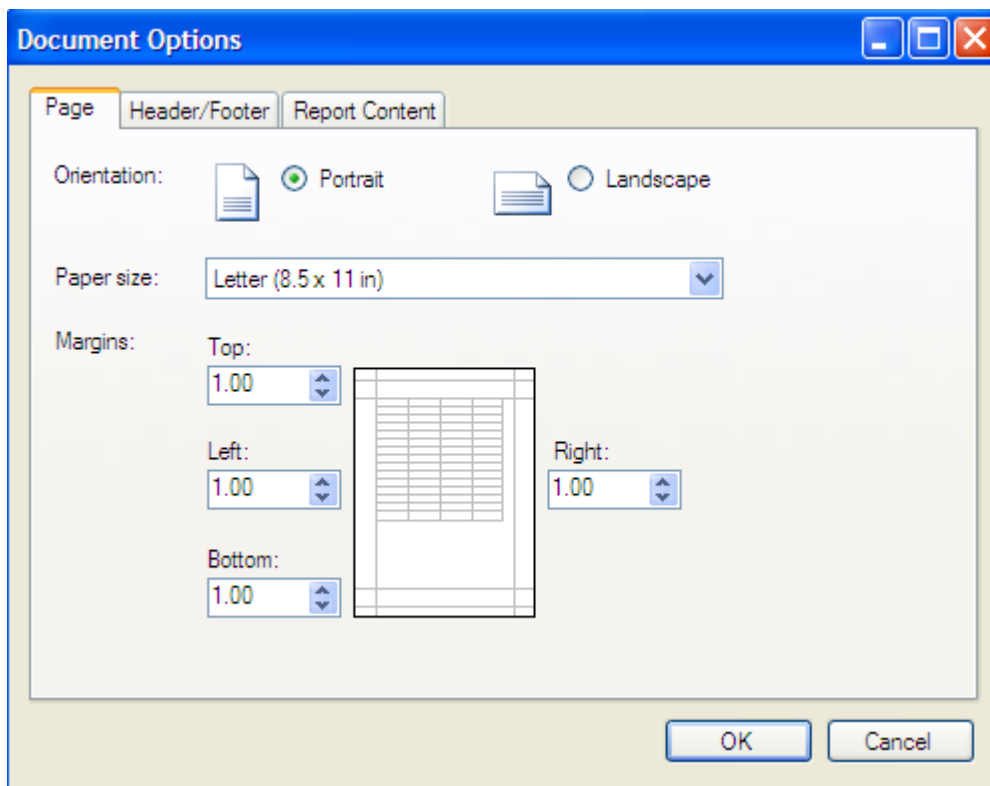 Document Options
Page Header/Footer Report Content
Orientation: Portrait Landscape
Paper size: Letter (8.5 x 11 in)
Margins: Top:
1.00
Left: Right:
1.00 1.00
Bottom:
1.00
OK Cancel